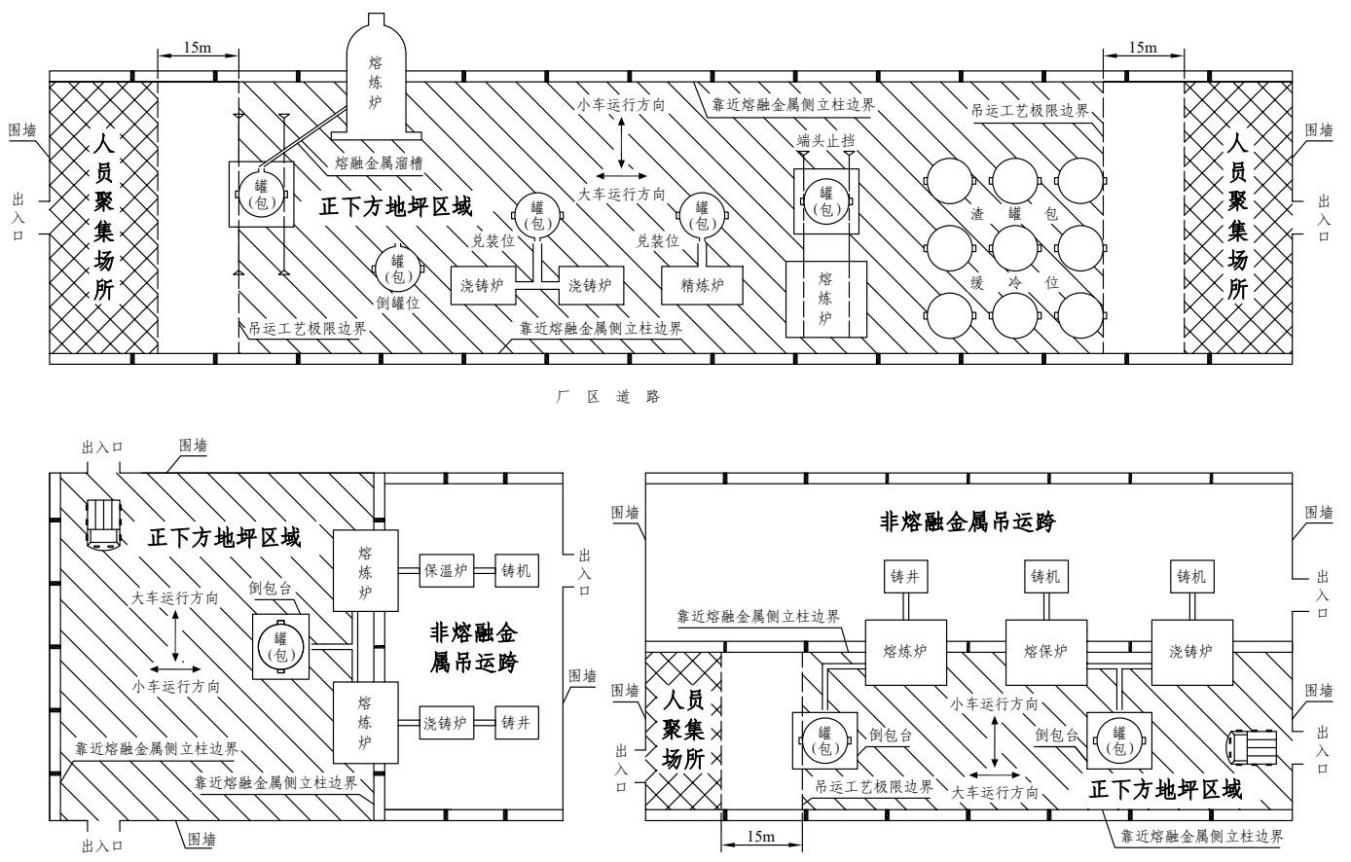 15m
15m
熔炼炉
小车运行方向
靠近熔融金属侧立柱边界
吊运工艺极限边界
围墙
围墙
人员聚集场所
熔融金属溜槽
端头止挡
人员聚集场所
罐
(包)
正下方地坪区域
大车运行方向
罐
(包)
罐
(包)
罐
(包)
出入口
出入口
渣罐包
兑装位
兑装位
罐
(包)
浇铸炉
浇铸炉
精炼炉
熔炼炉
缓冷位
倒罐位
吊运工艺极限边界
靠近熔融金属侧立柱边界
厂区道路
出入口
围墙
正下方地坪区域
熔炼炉
保温炉
铸机
出入口
倒包台
大车运行方向
罐
(包)
非熔融金
属吊运跨
小车运行方向
围墙
熔炼炉
浇铸炉
铸井
靠近熔融金属侧立柱边界
靠近熔融金属侧立柱边界
出入口
围墙
围墙
非熔融金属吊运跨
围墙
铸井
铸机
铸机
出入口
靠近熔融金属侧立柱边界
熔炼炉
熔保炉
浇铸炉
围墙
人员
聚集
场所
小车运行方向
围墙
罐
(包)
倒包台
倒包台
罐
(包)
出入口
出入口
吊运工艺极限边界
大车运行方向
正下方地坪区域
15m
靠近熔融金属侧立柱边界